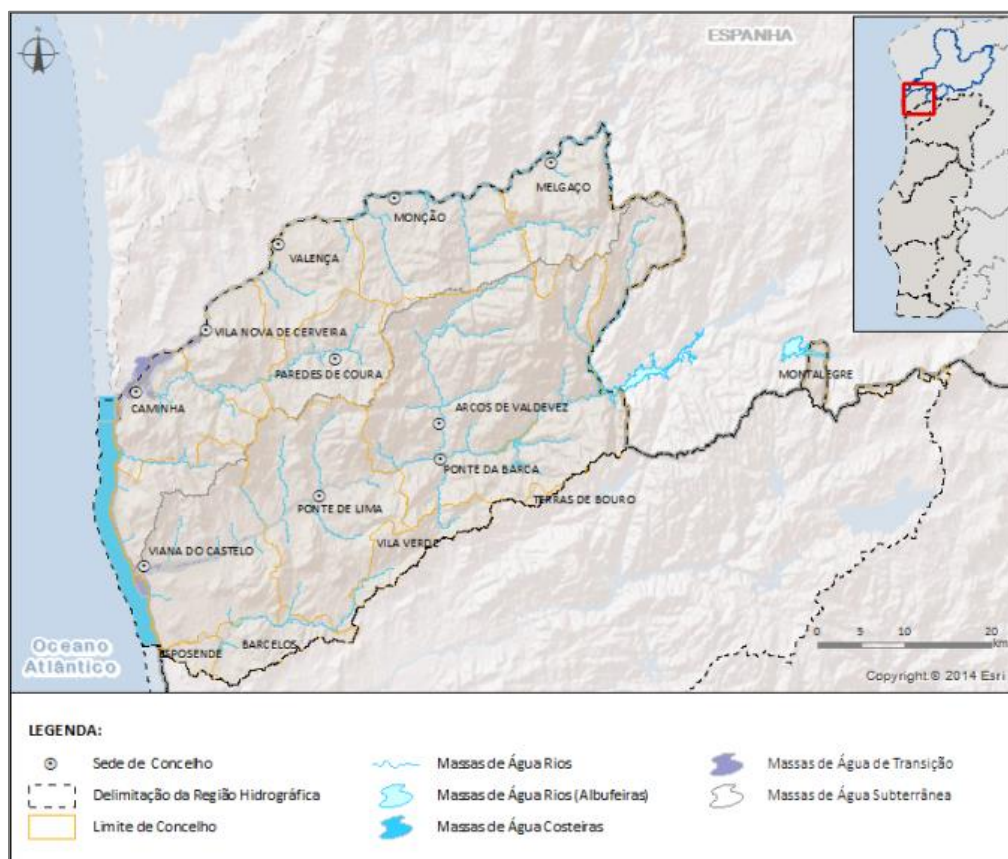 N
ESPANHA
MELGAÇO
MONÇÃO
VALENÇA
VILA NOVA DE CERVEIRA
PAREDES DE COURA
MONTALEGRE
CAMINHA
ARCOS DE VALDEVEZ
PONTE DA BARCA
PONTE DE LIMA
TERRAS DE BOURO
VILA VERDE
VIANA DO CASTELO
BARCELOS
ESPOSENDE
Oceano
Atlântico
0 5 10 20
km
Copyright © 2014 Esri
LEGENDA:
Sede de Concelho
Delimitação da Região Hidrográfica
Limite de Concelho
Massas de Água Rios
Massas de Água Rios (Albufeiras)
Massas de Água Costeiras
Massas de Água de Transição
Massas de Água Subterrânea